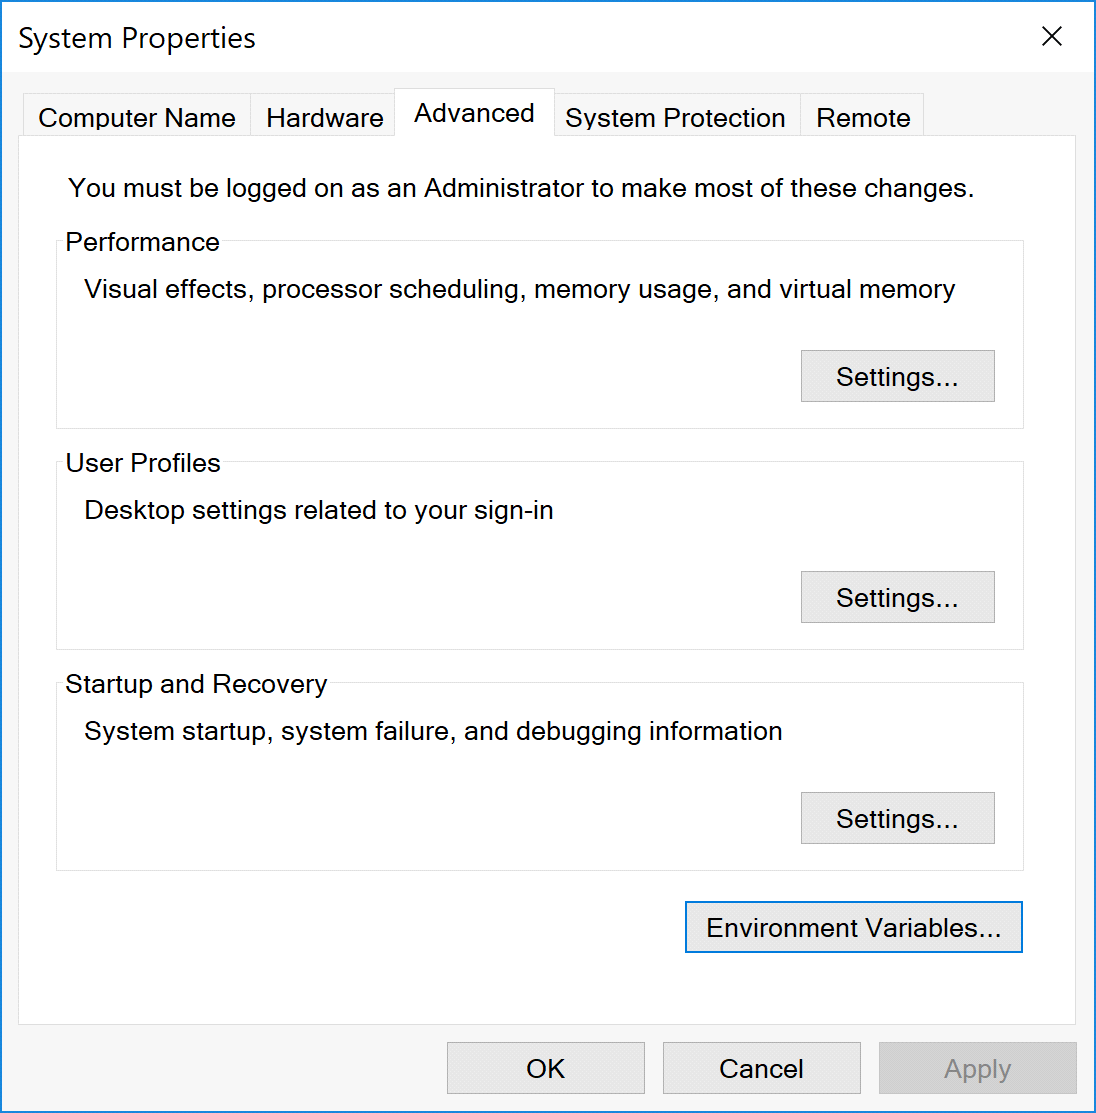 System Properties
Computer Name Hardware Advanced System Protection Remote
You must be logged on as an Administrator to make most of these changes.
Performance
Visual effects, processor scheduling, memory usage, and virtual memory
Settings...
User Profiles
Desktop settings related to your sign-in
Settings...
Startup and Recovery
System startup, system failure, and debugging information
Settings...
Environment Variables...
OK Cancel Apply